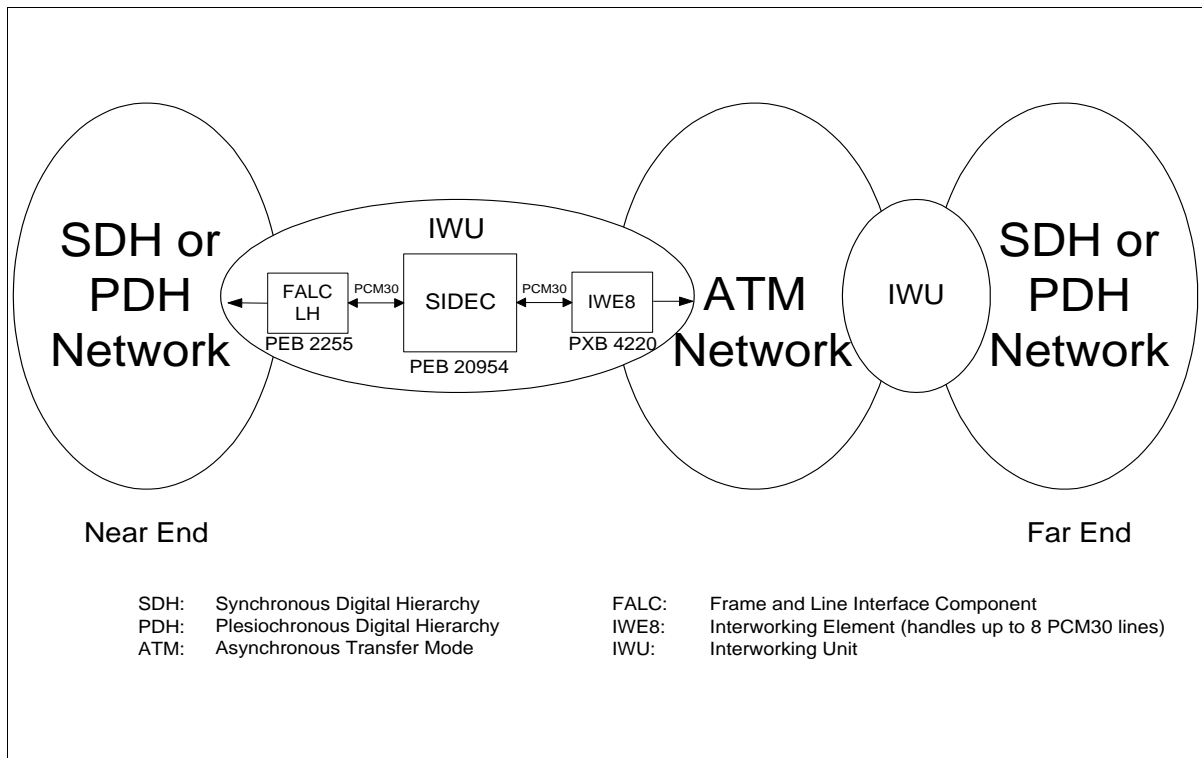 SDH or
PDH
Network
IWU
FALC
LH
PCM30
SIDEC
PCM30
IWE8
PEB 2255
PEB 20954
PXB 4220
ATM
Network
IWU
SDH or
PDH
Network
Near End
Far End
SDH: Synchronous Digital Hierarchy
PDH: Plesiochronous Digital Hierarchy
ATM: Asynchronous Transfer Mode
FALC: Frame and Line Interface Component
IWE8: Interworking Element (handles up to 8 PCM30 lines)
IWU: Interworking Unit